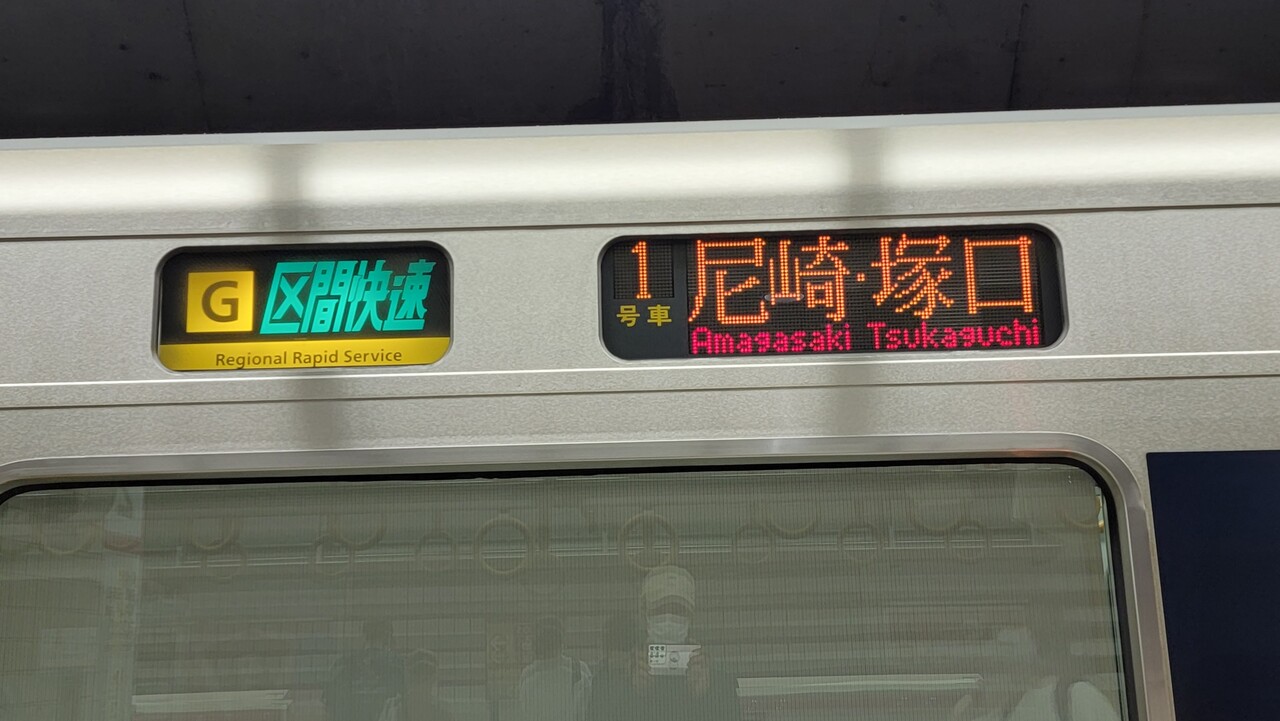 G 区間快速
Regional Rapid Service
1 号車
尼崎・塚口
Amagasaki Tsukaguchi